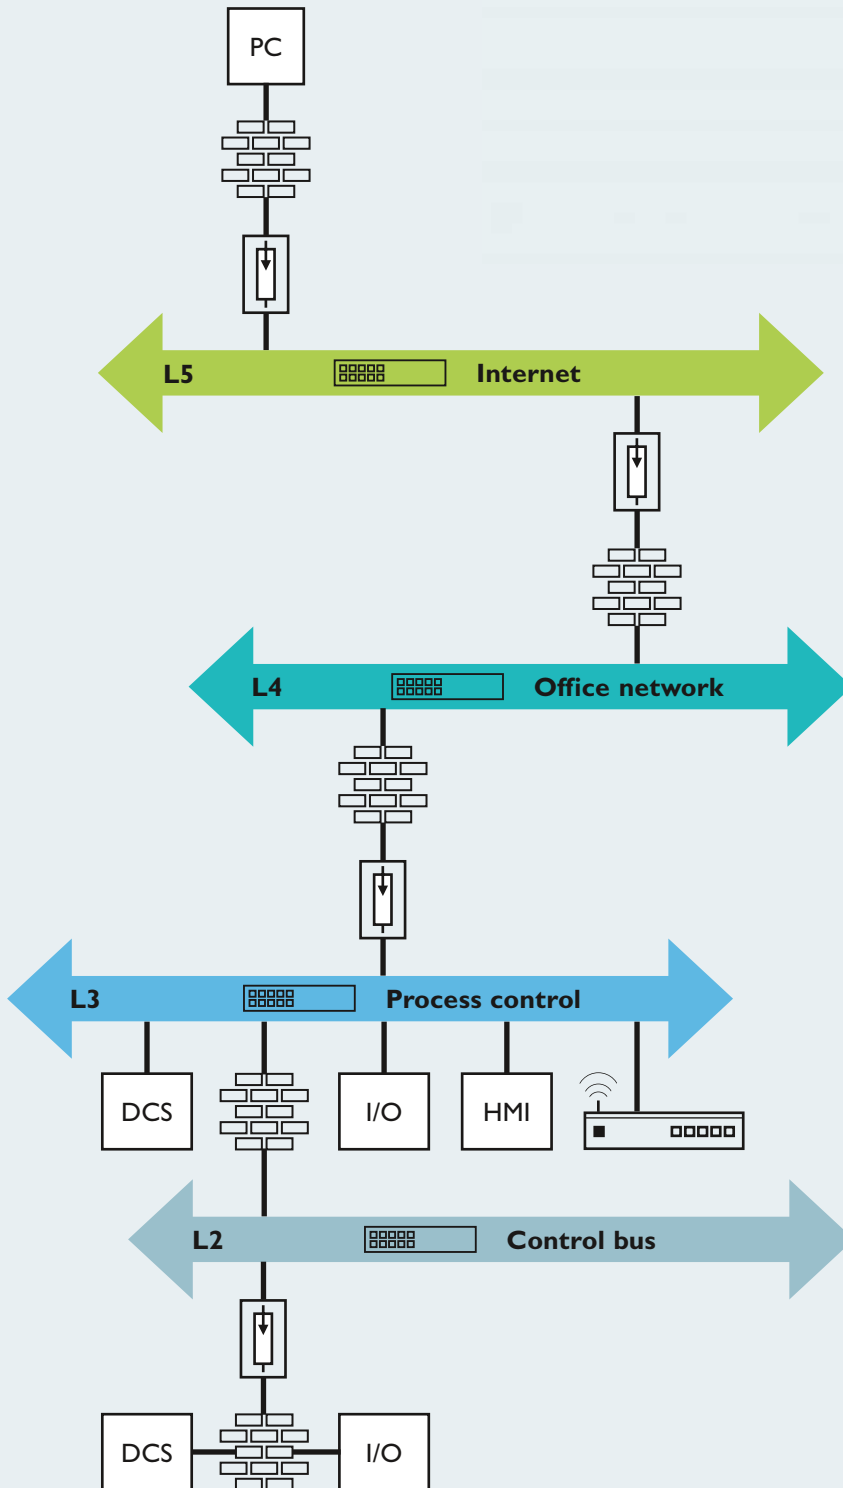 PC
L5 Internet
L4 Office network
L3 Process control
DCS I/O HMI
L2 Control bus
DCS I/O